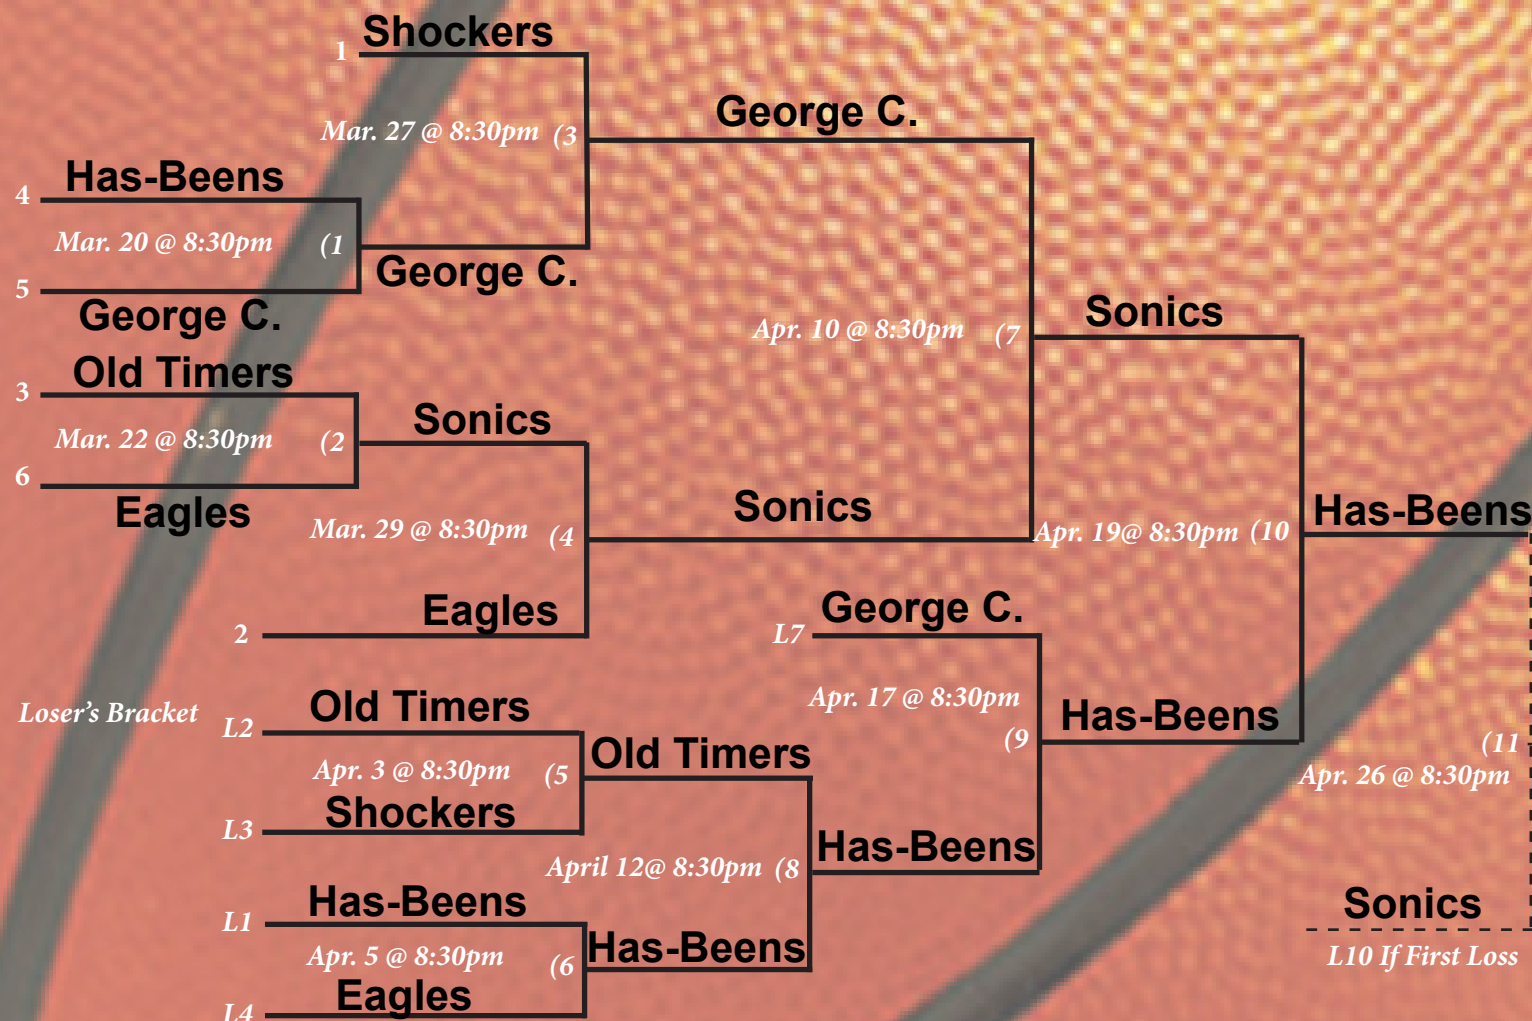 Shockers
1
Mar. 27 @ 8:30pm (3
George C.
Has-Beens
4
Mar. 20 @ 8:30pm (1
George C.
5
George C.
Old Timers
3
Mar. 22 @ 8:30pm (2
Sonics
6
Eagles
Mar. 29 @ 8:30pm (4
Sonics
Eagles
2
Apr. 10 @ 8:30pm (7
Sonics
Apr. 19@ 8:30pm (10
Has-Beens
Loser's Bracket
Old Timers
L2
Apr. 3 @ 8:30pm (5
Old Timers
Shockers
L3
April 12@ 8:30pm (8
Has-Beens
Has-Beens
L1
Apr. 5 @ 8:30pm (6
Has-Beens
Eagles
L4
George C.
L7
Apr. 17 @ 8:30pm
(9
Has-Beens
(11
Apr. 26 @ 8:30pm
Sonics
L10 If First Loss